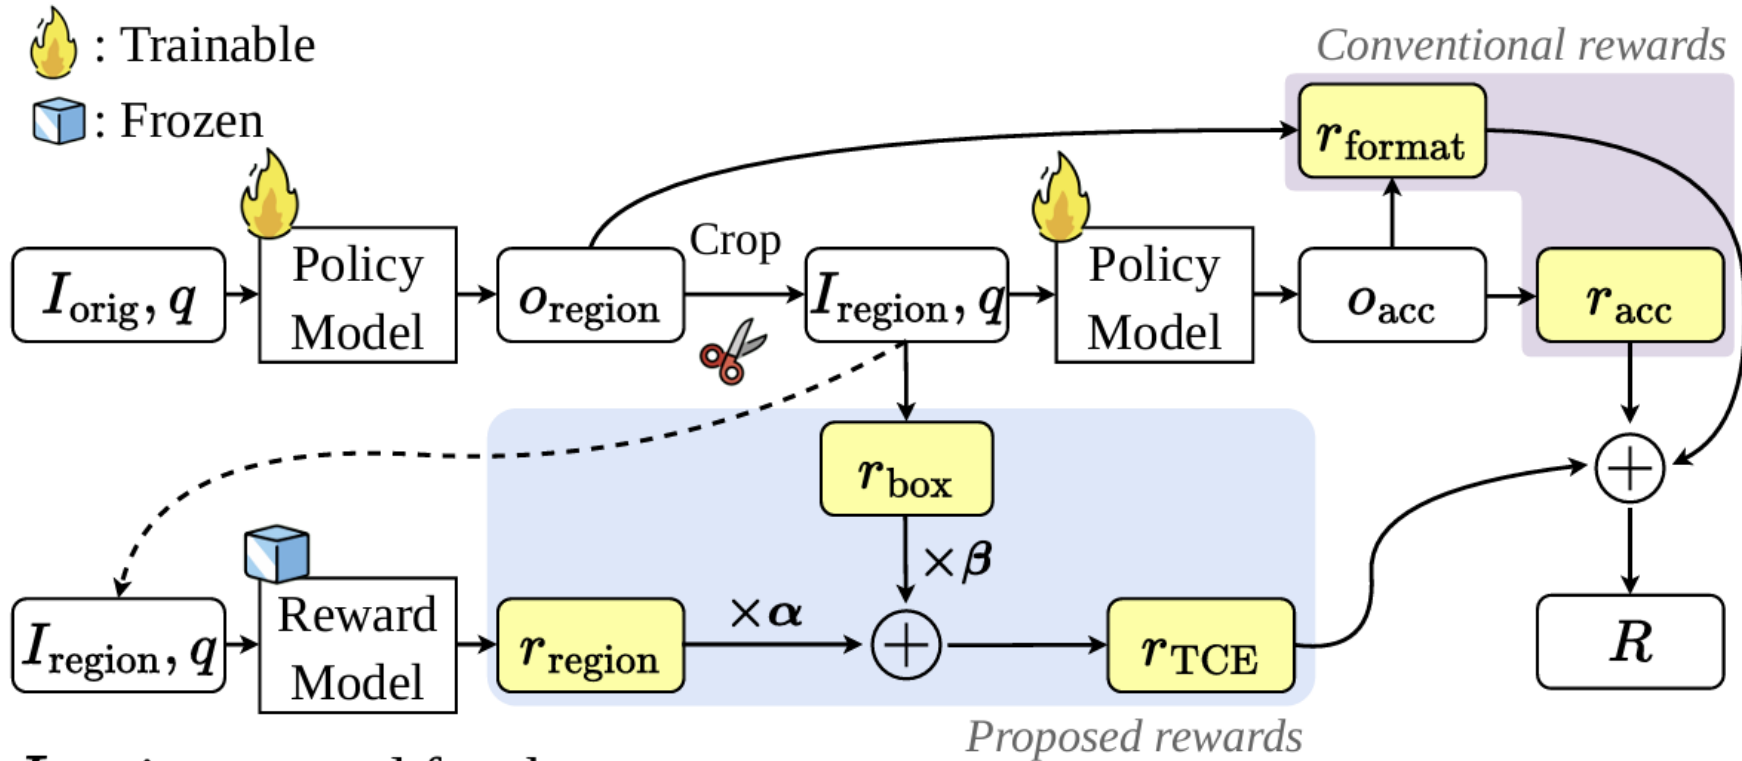 : Trainable
Conventional rewards
: Frozen
r_format
Policy Model
Crop
Policy Model
I_orig, q
o_region
I_region, q
o_acc
r_acc
r_box
×β
Reward Model
×α
I_region, q
r_region
r_TCE
R
Proposed rewards